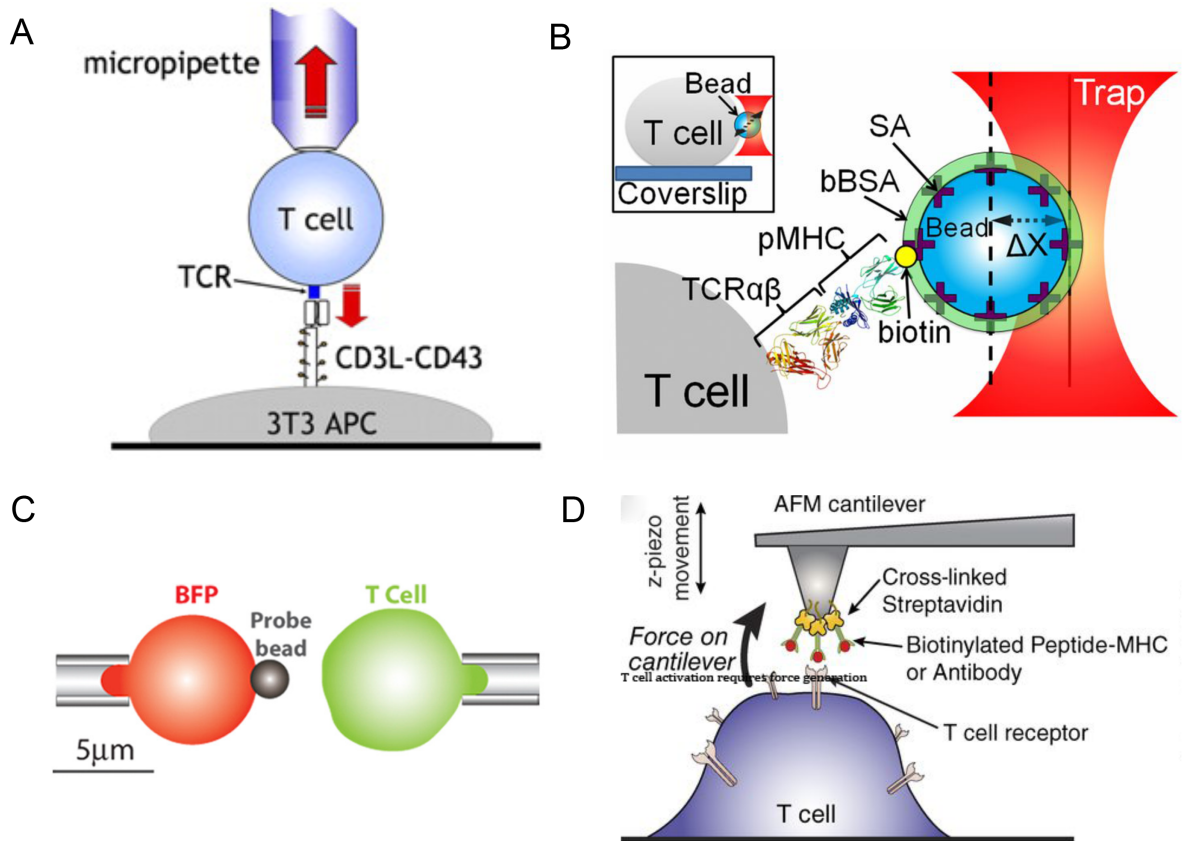 A
micropipette
T cell
TCR
CD3L-CD43
3T3 APC
B
Bead
T cell
Coverslip
Trap
SA
bBSA
pMHC
Bead
ΔX
TCRαβ
biotin
T cell
C
BFP
Probe
bead
T Cell
5μm
D
AFM cantilever
z-piezo
movement
Cross-linked
Streptavidin
Force on
cantilever
Biotinylated Peptide-MHC
or Antibody
T cell activation requires force generation
T cell receptor
T cell